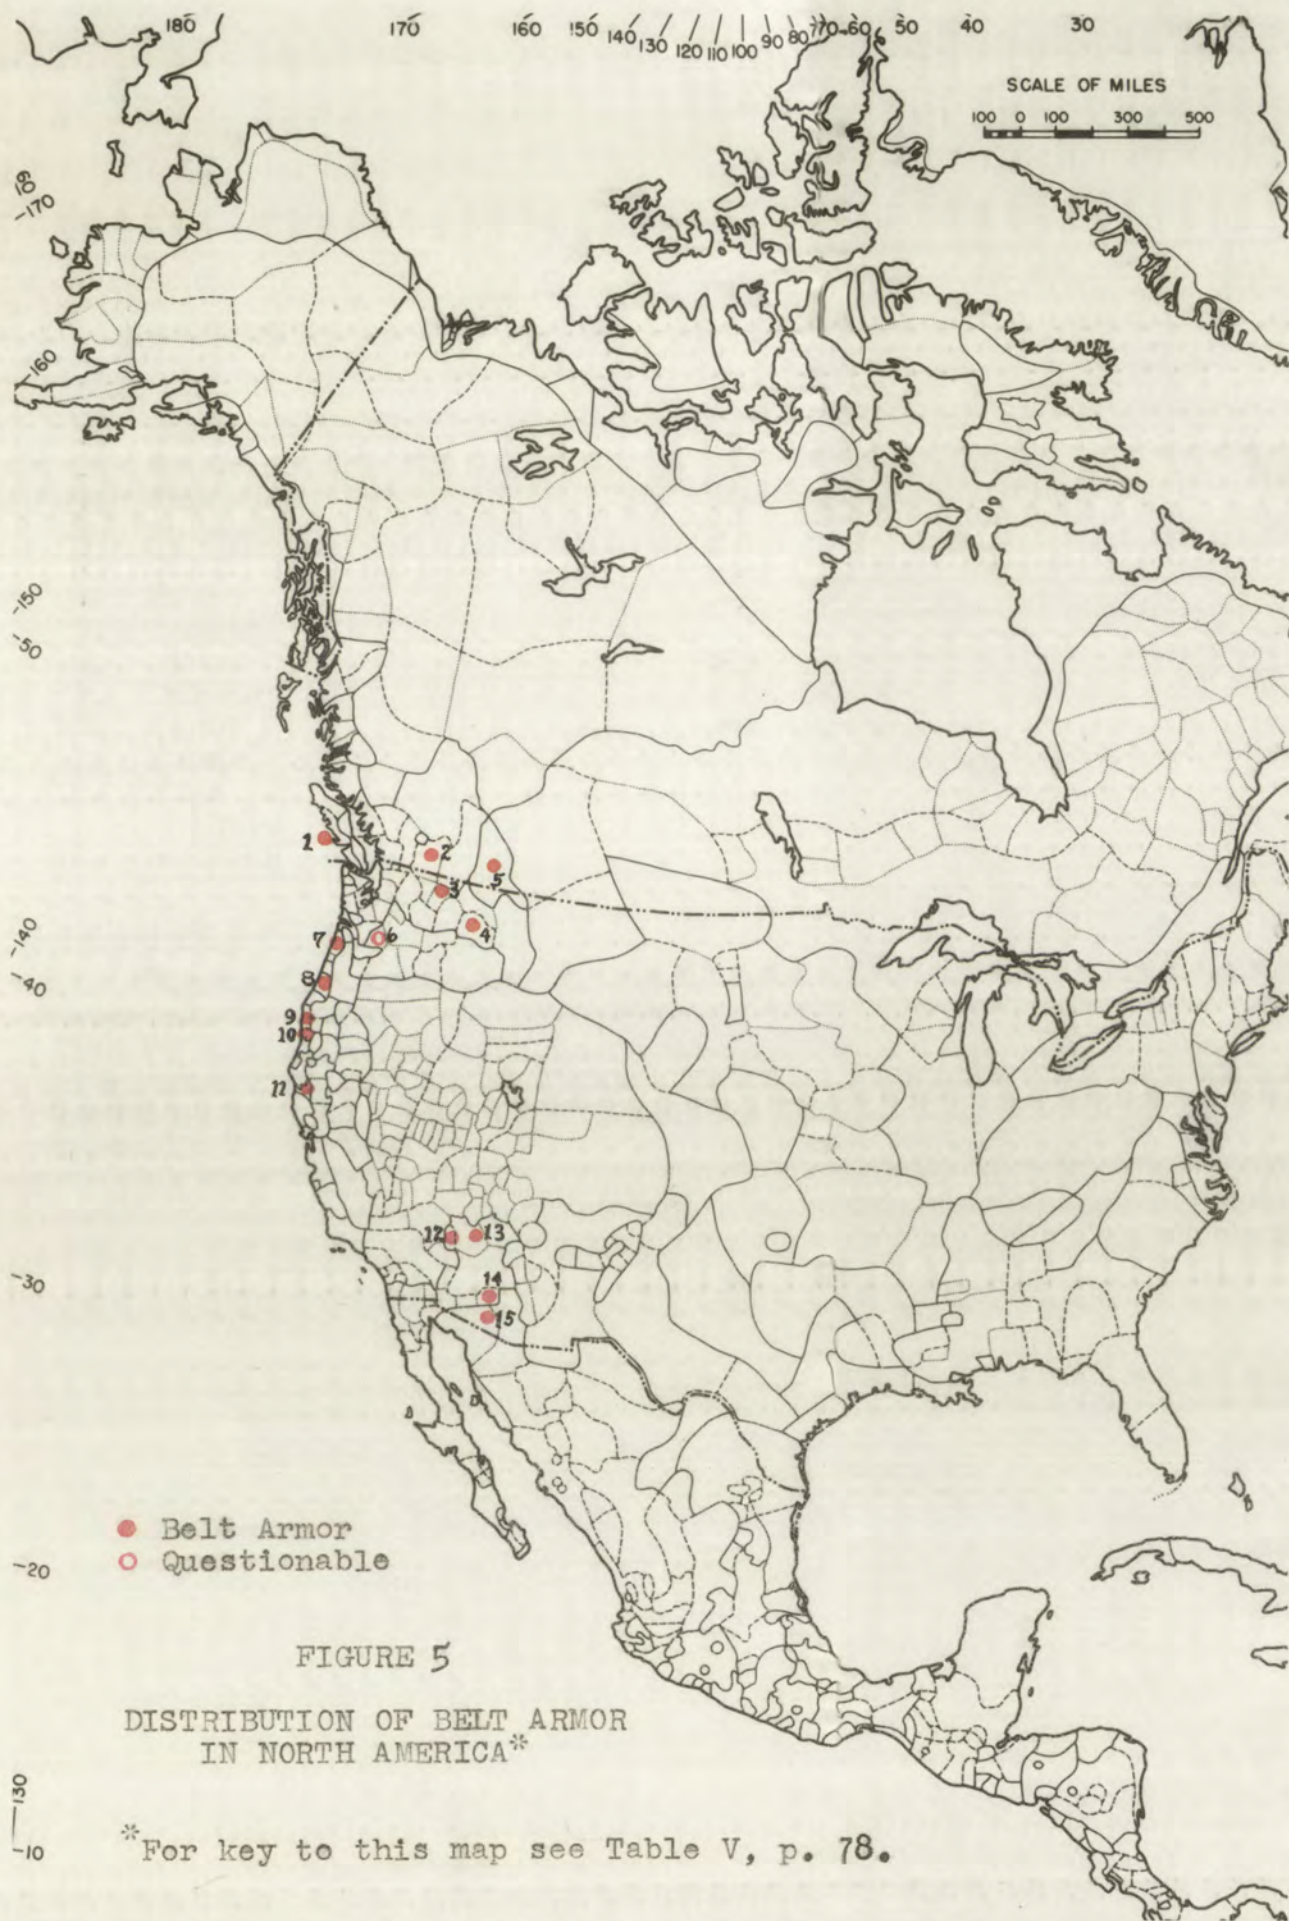 180 170 160 150 140 130 120 110 100 90 80 70 60 50 40 30
SCALE OF MILES
100 0 100 300 500
60
-170
-160
-150
-50
1
2
3
5
4
-140
7
6
-40
8
9
10
11
12 13
-30
14
15
Belt Armor
Questionable
-20
FIGURE 5
DISTRIBUTION OF BELT ARMOR
IN NORTH AMERICA*
-130
-10
*For key to this map see Table V, p. 78.